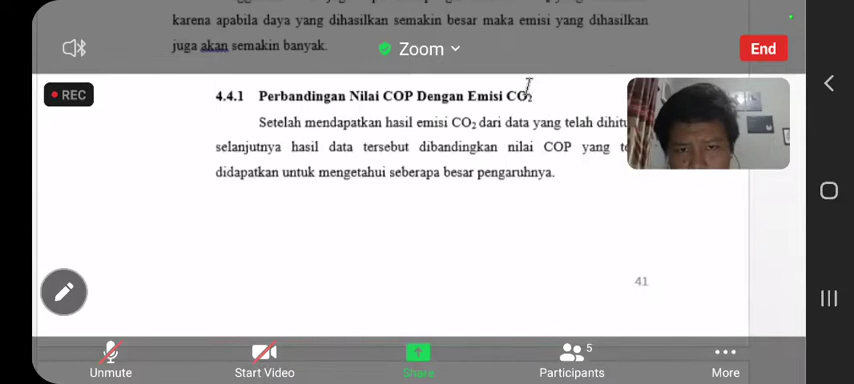 karena apabila daya yang dihasilkan semakin besar maka emisi yang dihasilkan
juga akan semakin banyak.
Zoom
End
REC
4.4.1 Perbandingan Nilai COP Dengan Emisi CO₂
Setelah mendapatkan hasil emisi CO₂ dari data yang telah
selanjutnya hasil data tersebut dibandingkan nilai COP yang
didapatkan untuk mengetahui seberapa besar pengaruhnya.
41
Unmute
Start Video
Share
Participants 5
More